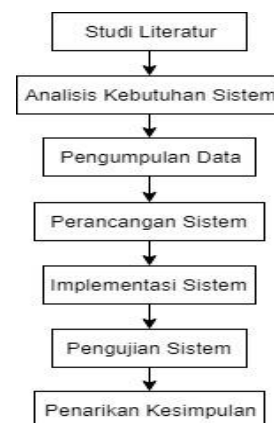 Studi Literatur
Analisis Kebutuhan Sistem
Pengumpulan Data
Perancangan Sistem
Implementasi Sistem
Pengujian Sistem
Penarikan Kesimpulan